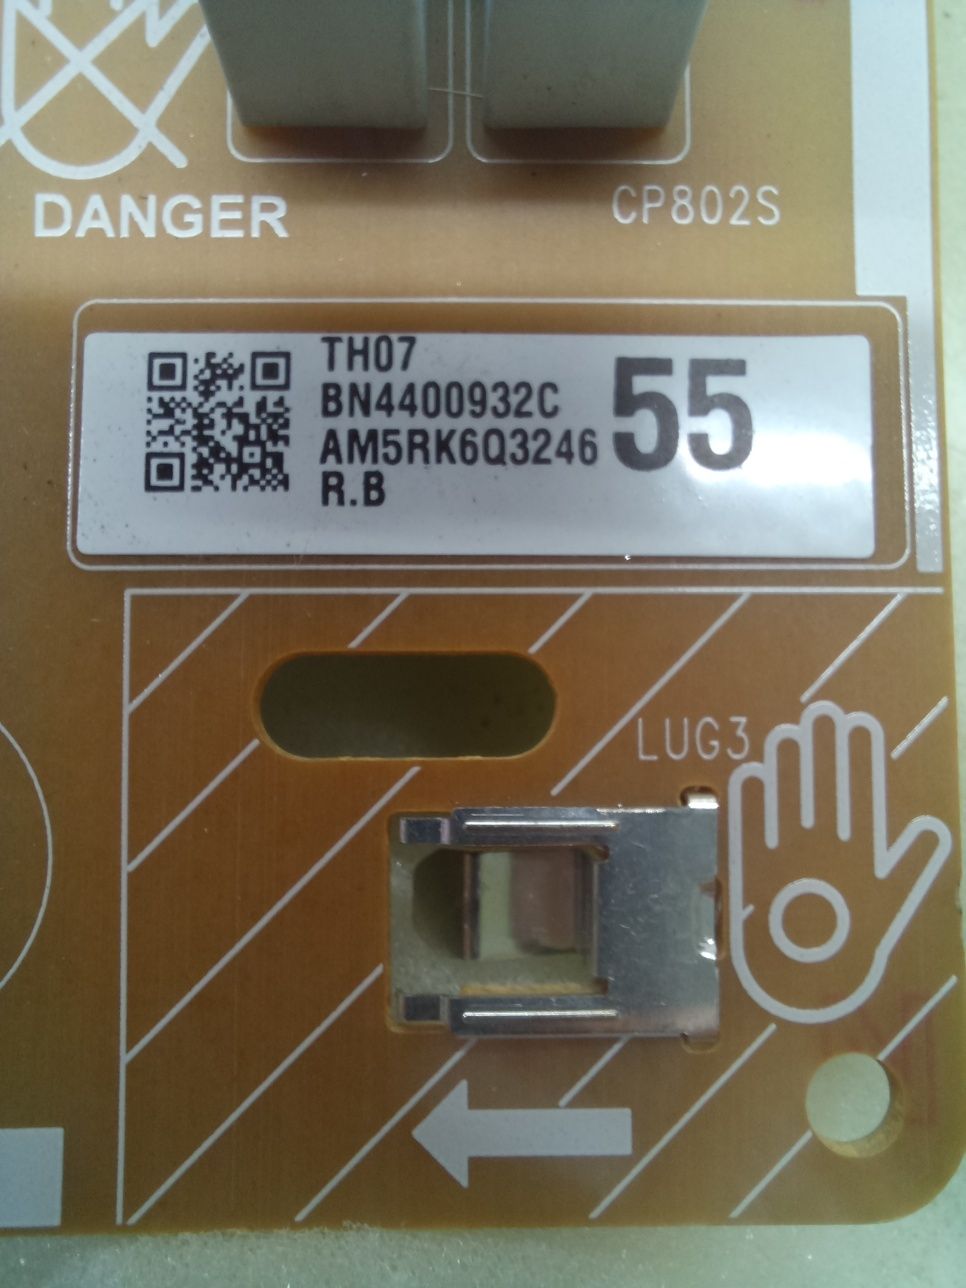 DANGER
CP802S
TH07
BN4400932C
AM5RK6Q3246
R.B
55
LUG3